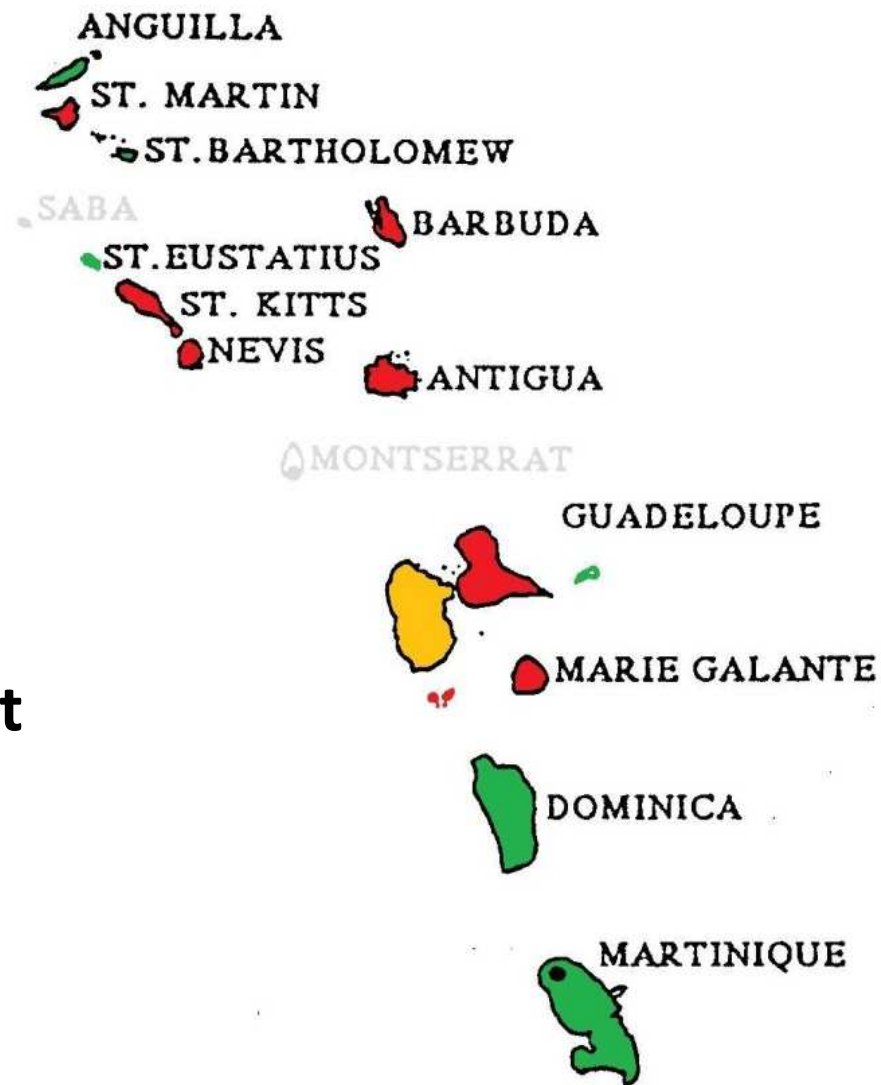 ANGUILLA
ST. MARTIN
ST. BARTHOLOMEW
SABA
BARBUDA
ST. EUSTATIUS
ST. KITTS
NEVIS
ANTIGUA
MONTSERRAT
GUADELOUPE
MARIE GALANTE
t
DOMINICA
MARTINIQUE